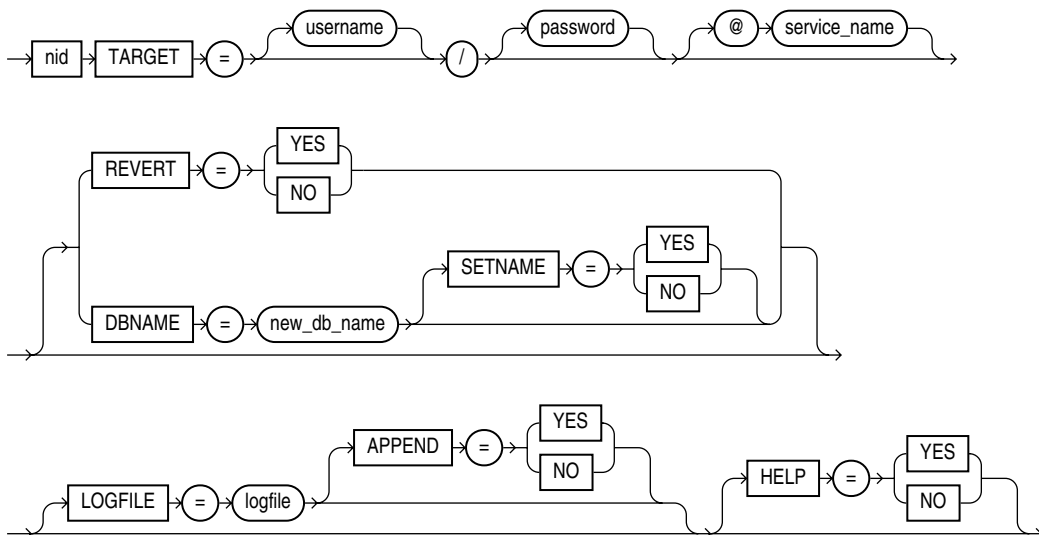 username password @ service_name
nid TARGET = /
YES
REVERT = NO
YES
SETNAME = NO
DBNAME = new_db_name
YES
APPEND = NO
YES
HELP = NO
LOGFILE = logfile